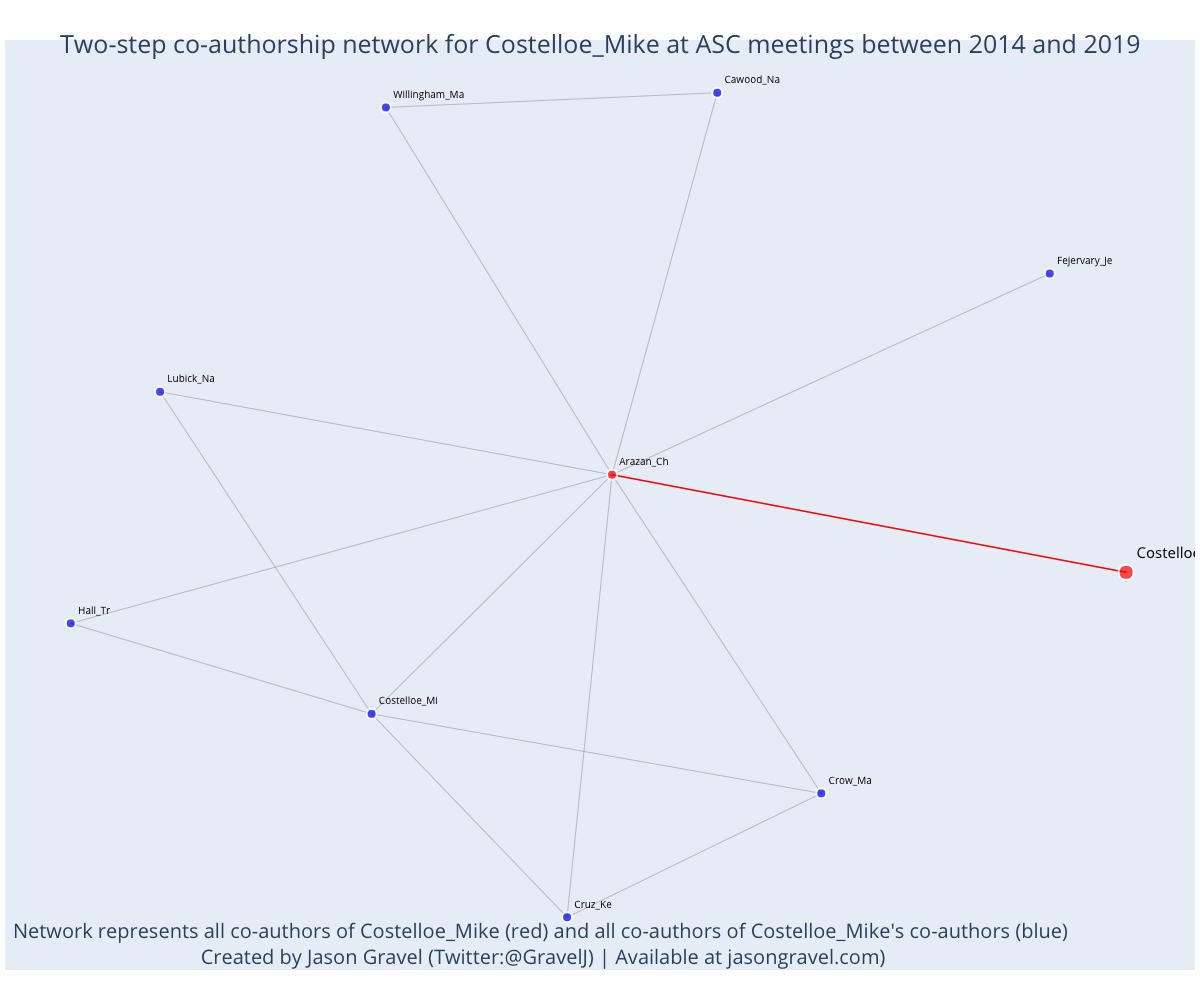 Two-step co-authorship network for Costelloe_Mike at ASC meetings between 2014 and 2019
Cawood_Na
Willingham_Ma
Fejervary_Je
Lubick_Na
Arazan_Ch
Costelloe
Hall_Tr
Costelloe_Mi
Crow_Ma
Cruz_Ke
Network represents all co-authors of Costelloe_Mike (red) and all co-authors of Costelloe_Mike's co-authors (blue)
Created by Jason Gravel (Twitter:@GravelJ) | Available at jasongravel.com)